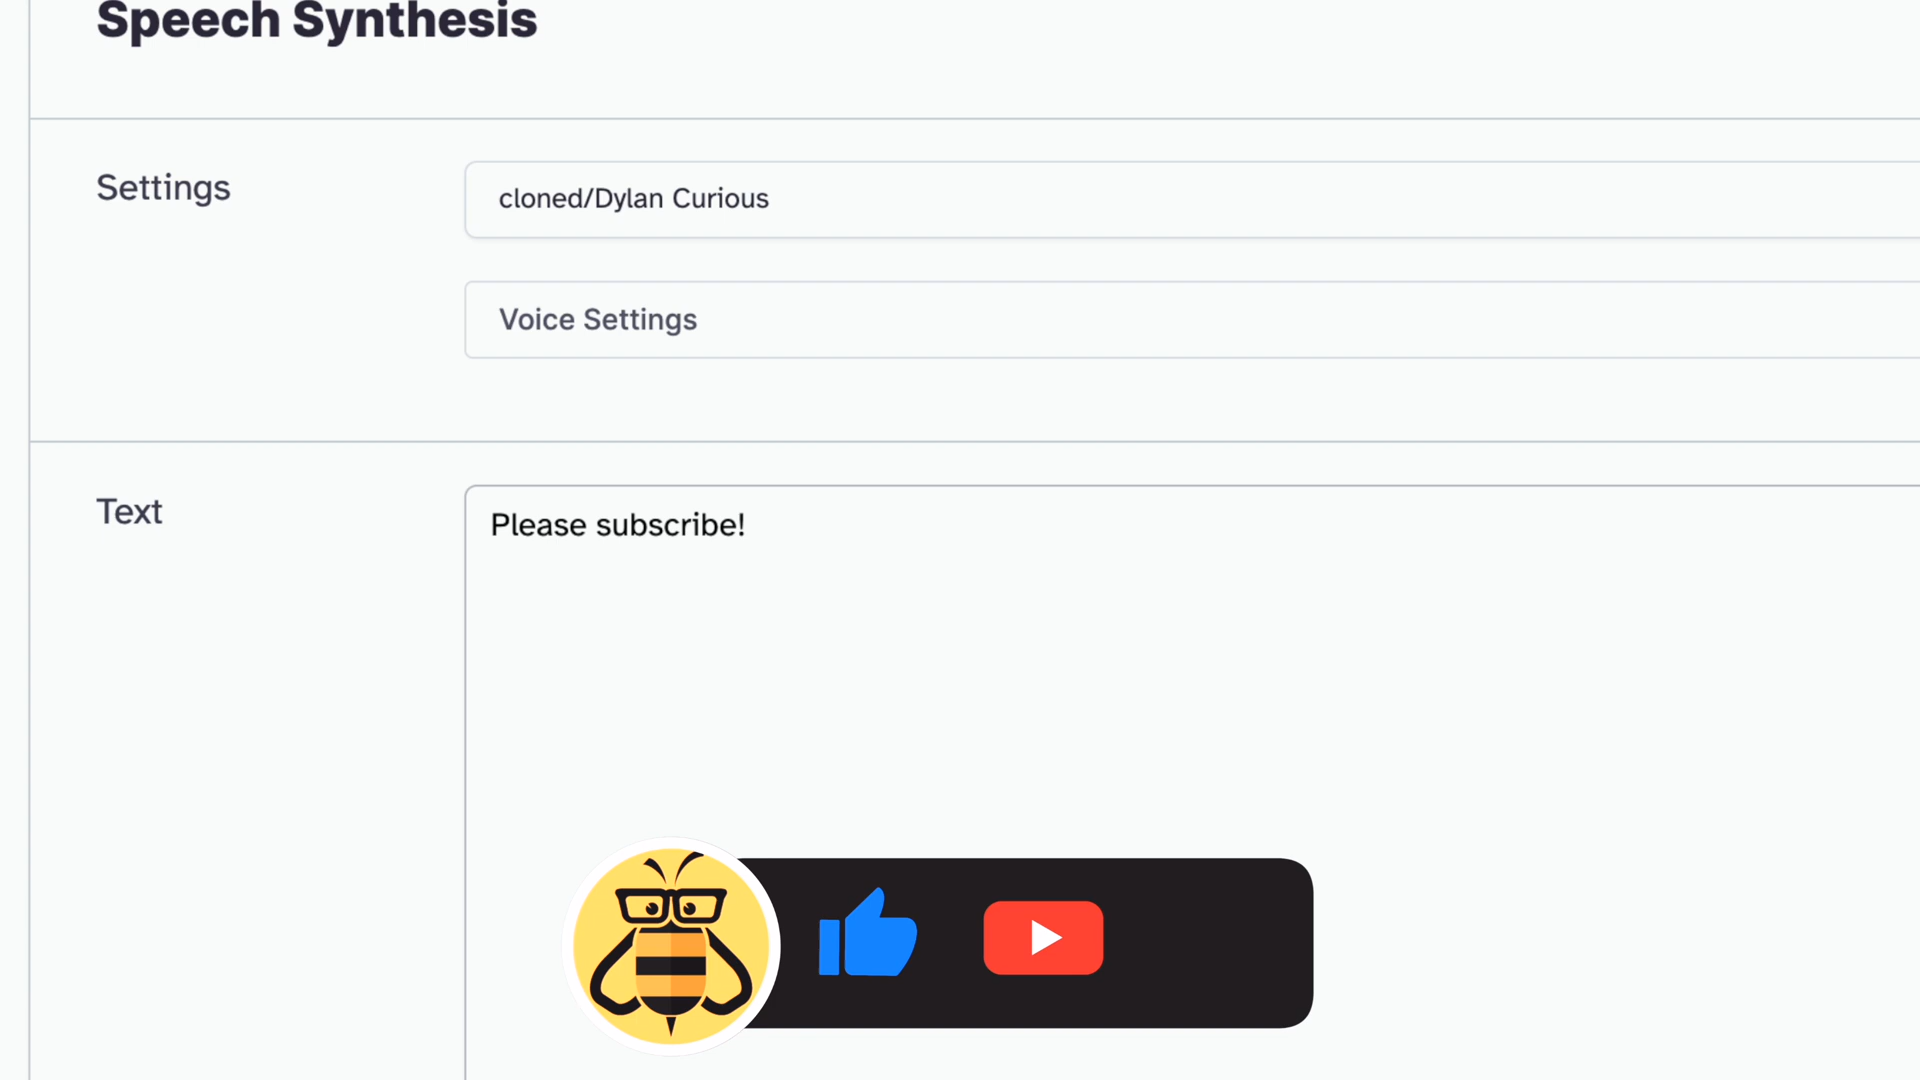 Speech Synthesis
Settings
cloned/Dylan Curious
Voice Settings
Text
Please subscribe!